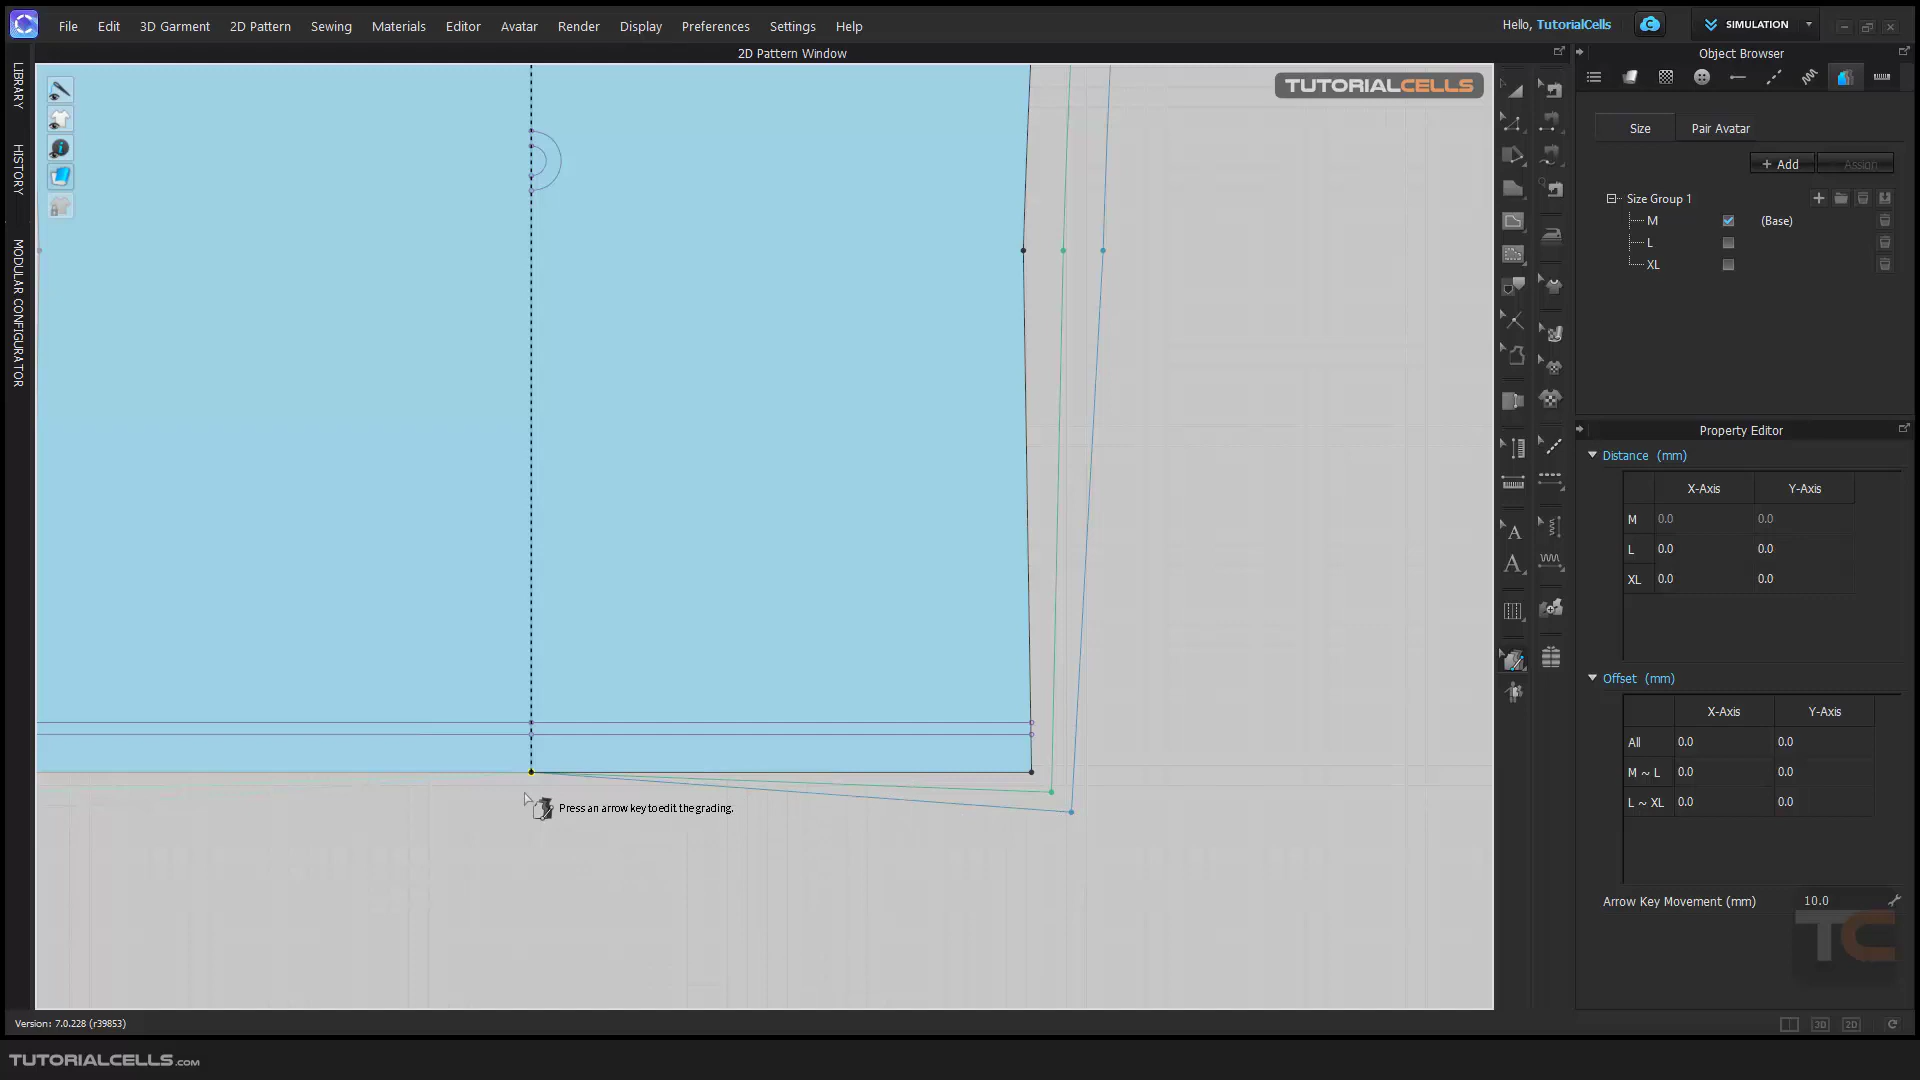 File Edit 3D Garment 2D Pattern Sewing Materials Editor Avatar Render Display Preferences Settings Help
Hello, TutorialCells
SIMULATION
2D Pattern Window
Object Browser
TUTORIALCELLS
LIBRARY
HISTORY
MODULAR CONFIGURATOR
Size Pair Avatar
+ Add Assign
Size Group 1
M (Base)
L
XL
Property Editor
Distance (mm)
X-Axis Y-Axis
M 0.0 0.0
L 0.0 0.0
XL 0.0 0.0
Offset (mm)
X-Axis Y-Axis
All 0.0 0.0
M ~ L 0.0 0.0
L ~ XL 0.0 0.0
Arrow Key Movement (mm) 10.0
TC
Press an arrow key to edit the grading.
Version: 7.0.228 (r39853)
3D 2D
TUTORIALCELLS.COM